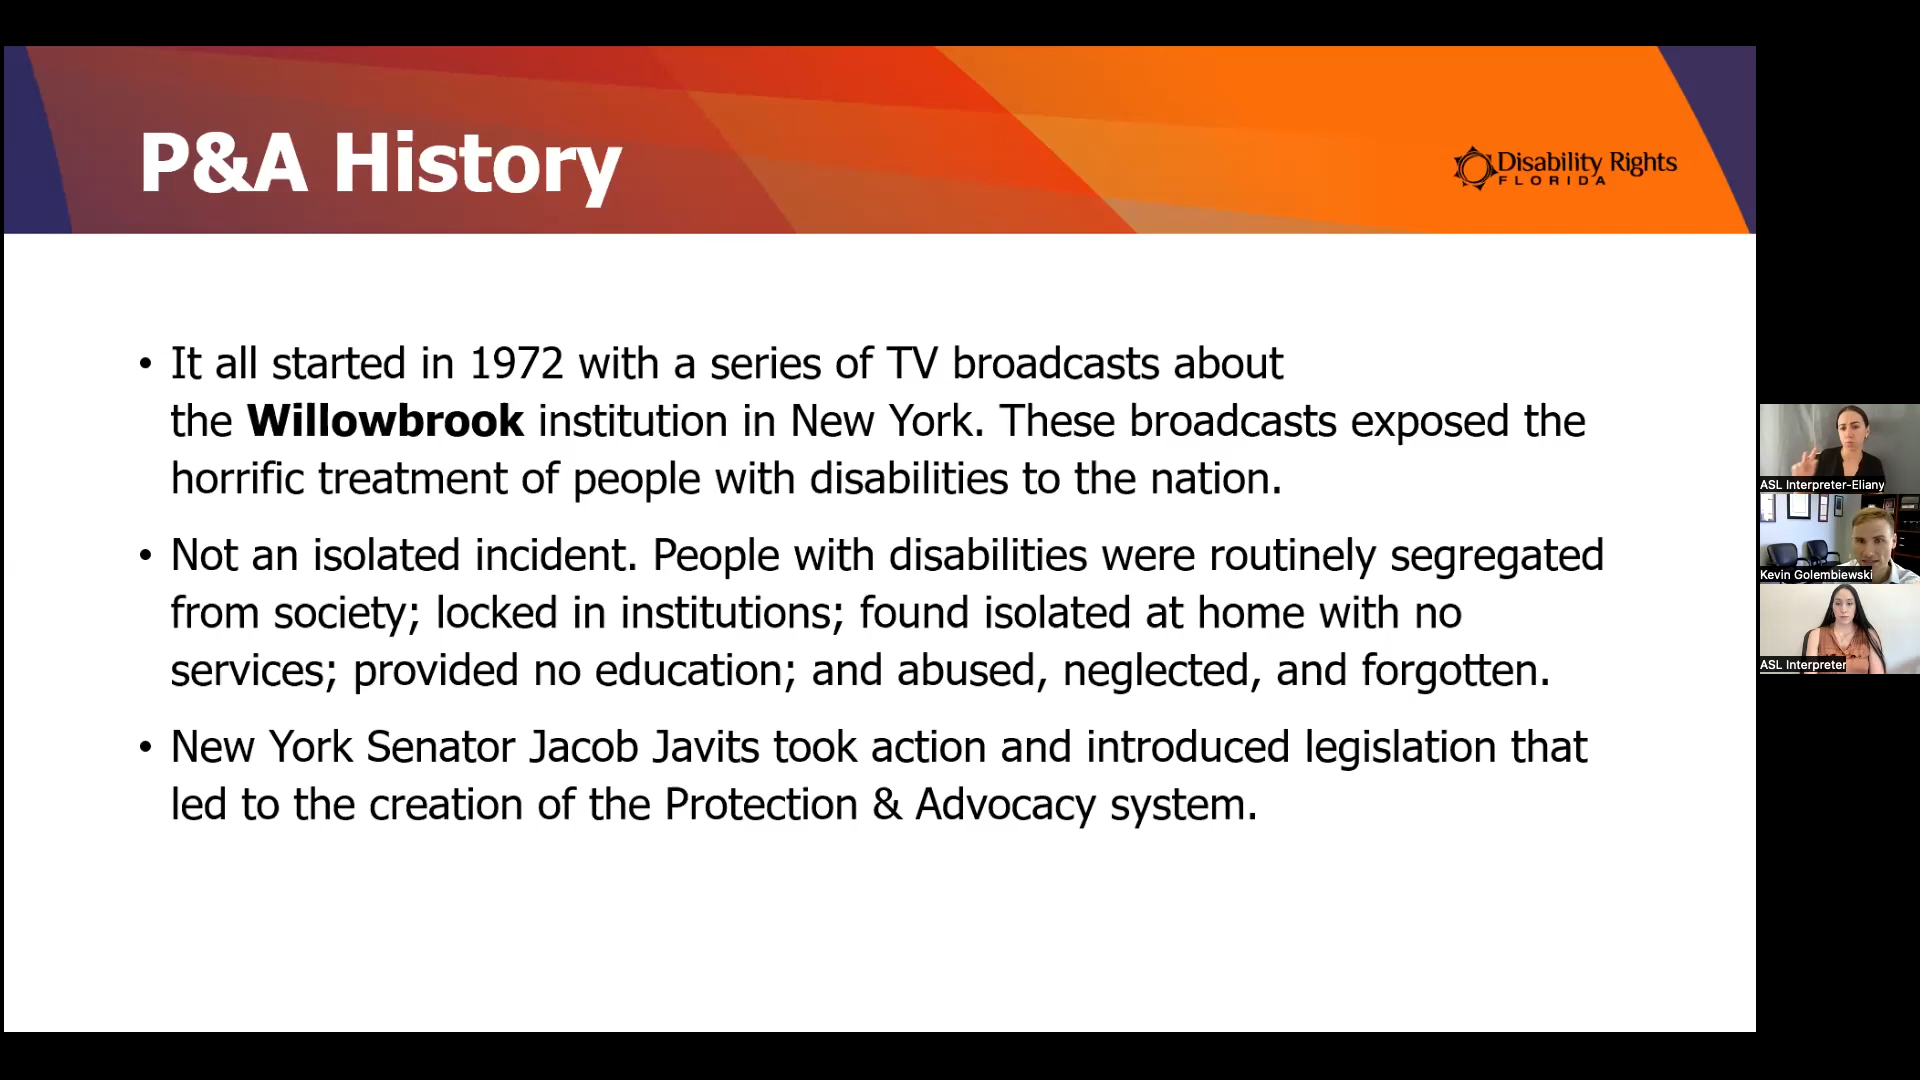 P&A History
Disability Rights
FLORIDA
• It all started in 1972 with a series of TV broadcasts about
the Willowbrook institution in New York. These broadcasts exposed the
horrific treatment of people with disabilities to the nation.
• Not an isolated incident. People with disabilities were routinely segregated
from society; locked in institutions; found isolated at home with no
services; provided no education; and abused, neglected, and forgotten.
• New York Senator Jacob Javits took action and introduced legislation that
led to the creation of the Protection & Advocacy system.
ASL Interpreter-Eliany
Kevin Golembiewski
ASL Interpreter